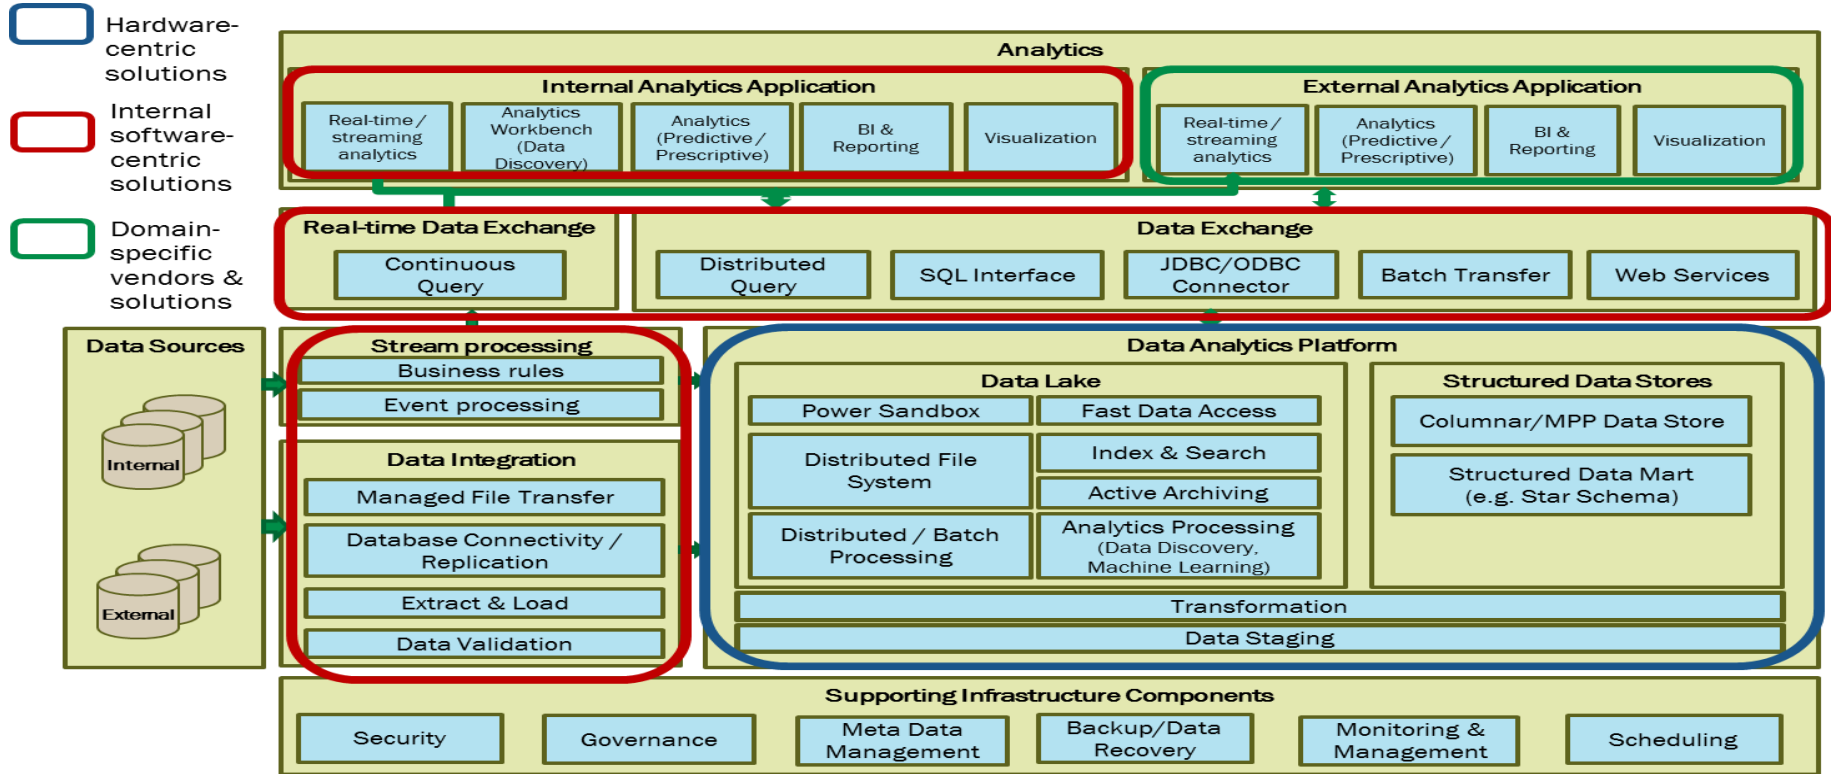 Hardware-
centric
solutions
Internal
software-
centric
solutions
Domain-
specific
vendors &
solutions
Analytics
Internal Analytics Application
Real-time /
streaming
analytics
Analytics
Workbench
(Data
Discovery)
Analytics
(Predictive /
Prescriptive)
BI &
Reporting
Visualization
External Analytics Application
Real-time /
streaming
analytics
Analytics
(Predictive /
Prescriptive)
BI &
Reporting
Visualization
Real-time Data Exchange
Continuous
Query
Data Exchange
Distributed
Query
SQL Interface
JDBC/ODBC
Connector
Batch Transfer
Web Services
Data Sources
Internal
External
Stream processing
Business rules
Event processing
Data Integration
Managed File Transfer
Database Connectivity /
Replication
Extract & Load
Data Validation
Data Analytics Platform
Data Lake
Power Sandbox
Fast Data Access
Distributed File
System
Index & Search
Active Archiving
Distributed / Batch
Processing
Analytics Processing
(Data Discovery,
Machine Learning)
Structured Data Stores
Columnar/MPP Data Store
Structured Data Mart
(e.g. Star Schema)
Transformation
Data Staging
Supporting Infrastructure Components
Security
Governance
Meta Data
Management
Backup/Data
Recovery
Monitoring &
Management
Scheduling